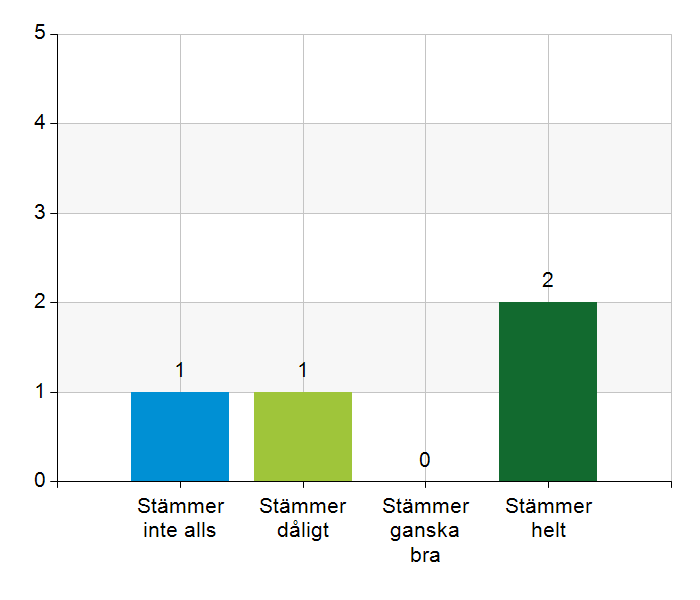 5
4
3
2
1
0
1
1
0
2
Stämmer
inte alls
Stämmer
dåligt
Stämmer
ganska
bra
Stämmer
helt